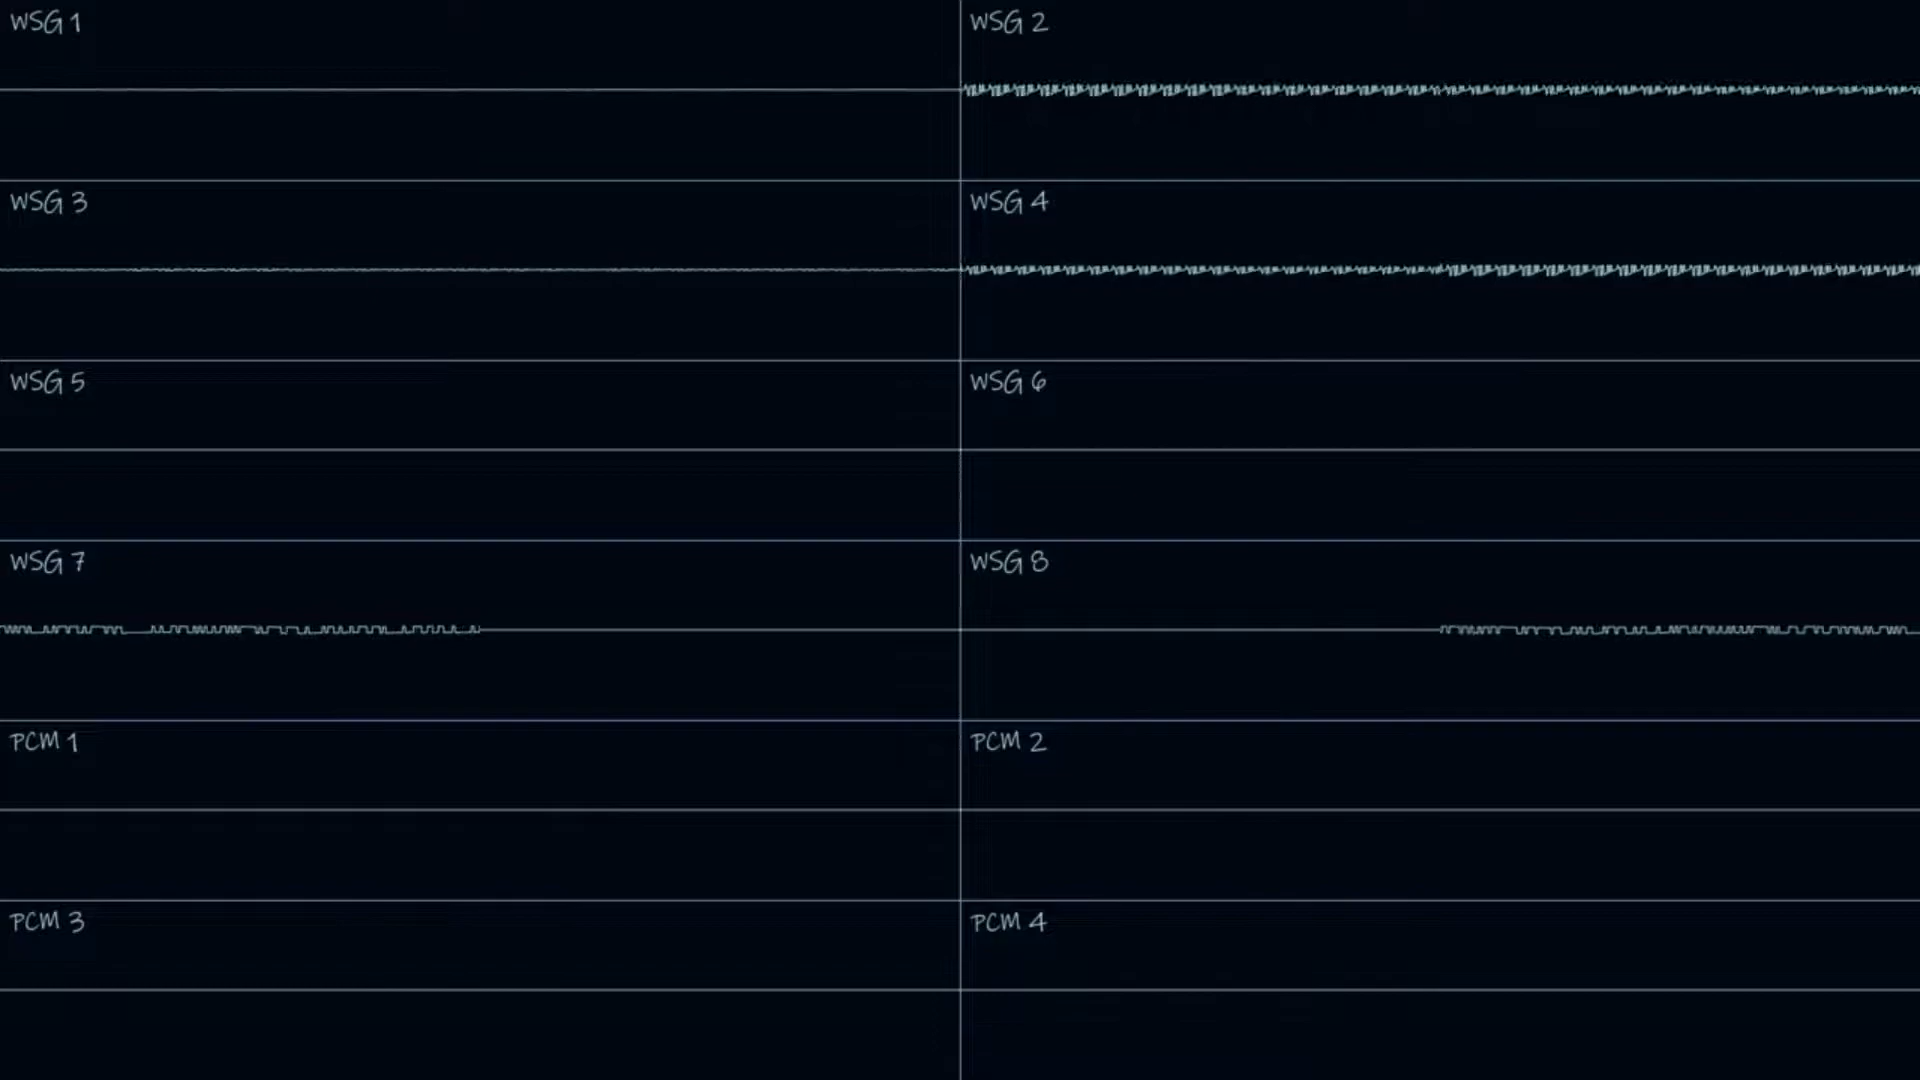 WSG 1
WSG 2
WSG 3
WSG 4
WSG 5
WSG 6
WSG 7
WSG 8
PCM 1
PCM 2
PCM 3
PCM 4